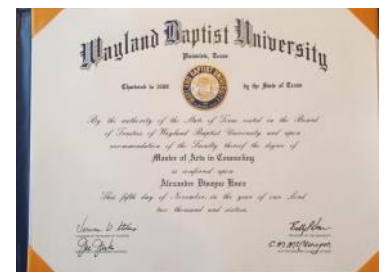 Wayland Baptist University
Plainview, Texas
Chartered in 1908 by the State of Texas
By the authority of the State of Texas vested in the Board
of Trustees of Wayland Baptist University and upon
recommendation of the Faculty thereof the degree of
Master of Arts in Counseling
is conferred upon
Alexander Dwayne
This fifth day of November, in the year of our Lord
two thousand and sixteen.